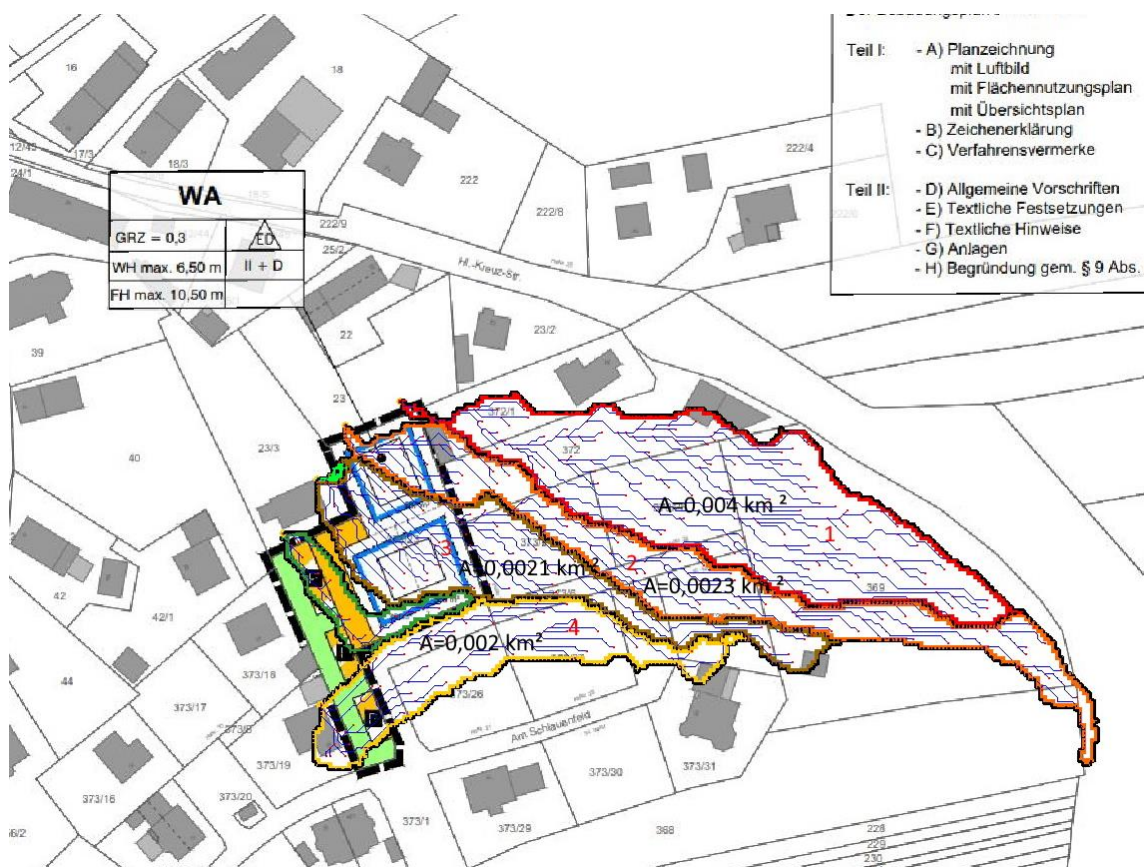 Teil I: - A) Planzeichnung
mit Luftbild
mit Flächennutzungsplan
mit Übersichtsplan
- B) Zeichenerklärung
- C) Verfahrensvermerke
Teil II: - D) Allgemeine Vorschriften
- E) Textliche Festsetzungen
- F) Textliche Hinweise
- G) Anlagen
- H) Begründung gem. § 9 Abs.
16
18
17/3
18/3
24/1
222
222/4
222/8
222/9
25/2
WA
GRZ = 0,3
ED
WH max. 6,50 m
II + D
FH max. 10,50 m
Hl.-Kreuz-Str.
39
22
23/2
23
40
23/3
372/1
372
A=0,004 km²
1
3
2
A=0,0021 km²
A=0,0023 km²
369
42
42/1
4
A=0,002 km²
44
373/18
373/17
373/26
Am Schlauanfeld
373/19
373/30
373/31
373/16
373/20
373/1
373/29
368
228
229
230